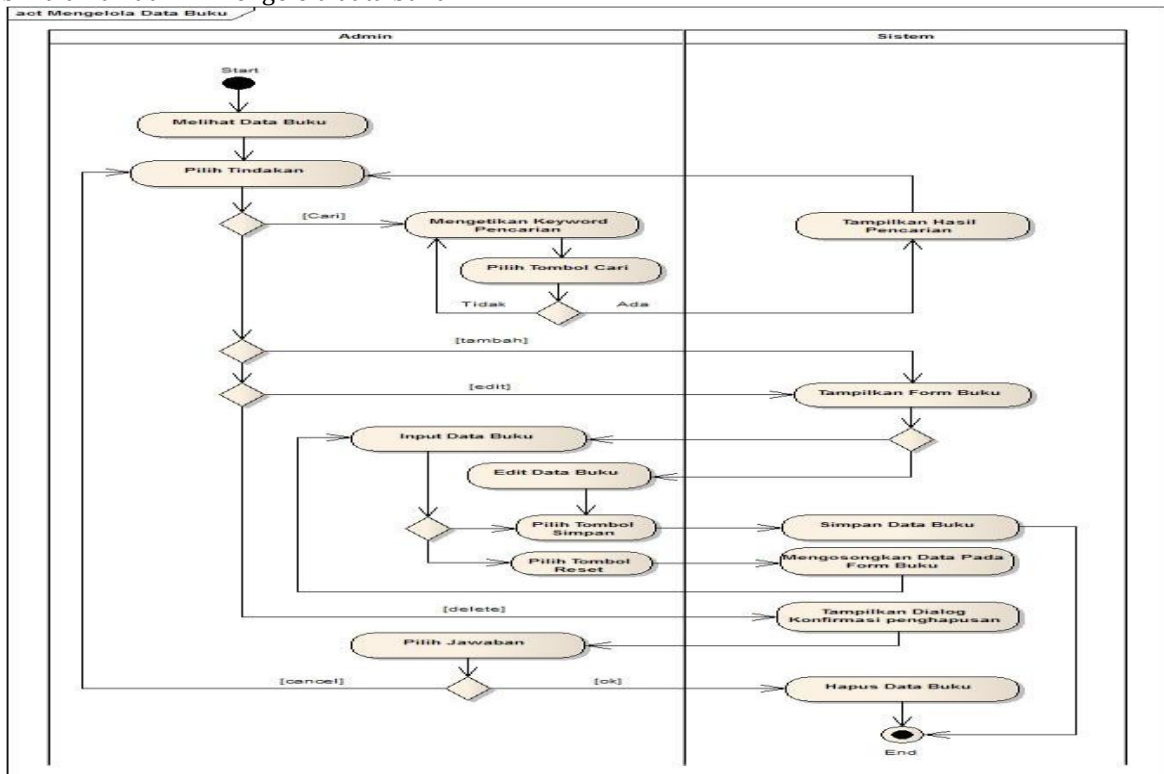 act Mengelola Data Buku
Admin
Sistem
Start
Melihat Data Buku
Pilih Tindakan
[Cari]
Mengetikan Keyword
Pencarian
Tampilkan Hasil
Pencarian
Pilih Tombol Cari
Tidak
Ada
[tambah]
[edit]
Tampilkan Form Buku
Input Data Buku
Edit Data Buku
Pilih Tombol
Simpan
Simpan Data Buku
Pilih Tombol
Reset
Mengosongkan Data Pada
Form Buku
[delete]
Tampilkan Dialog
Konfirmasi penghapusan
Pilih Jawaban
[cancel]
[ok]
Hapus Data Buku
End